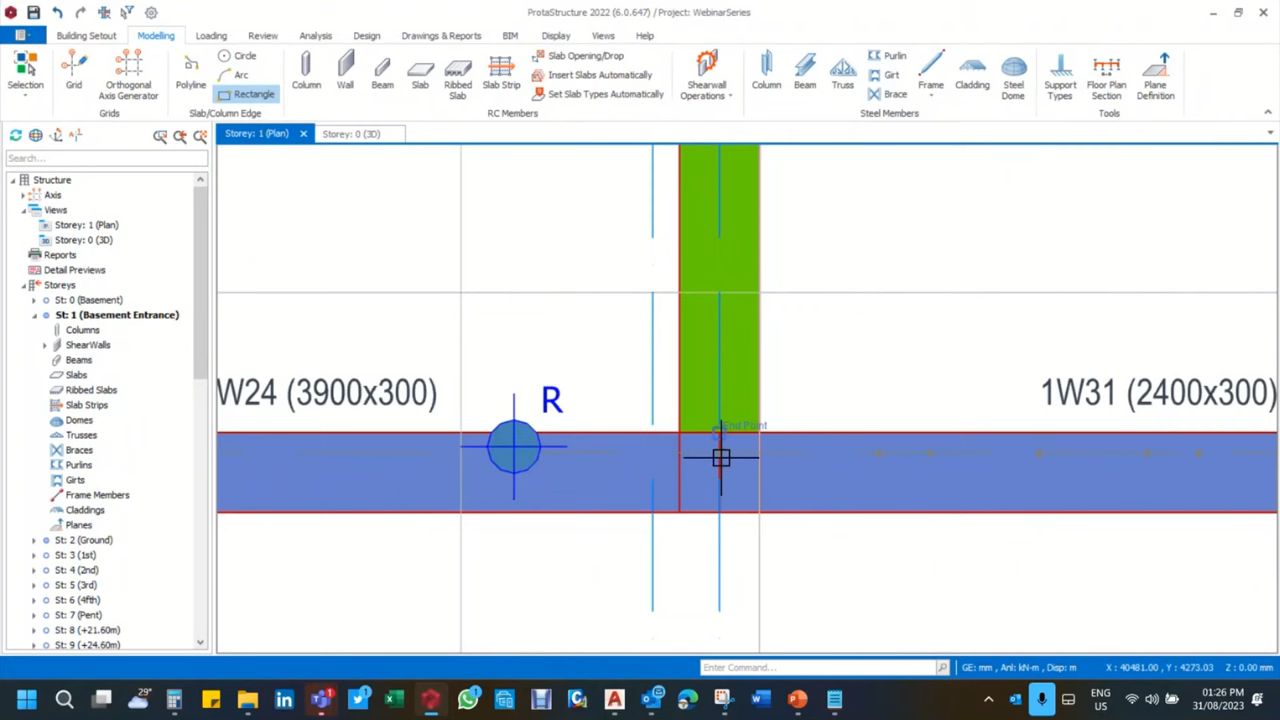 ProtaStructure 2022 (6.0.647) / Project: WebinarSeries
Building Setout Modelling Loading Review Analysis Design Drawings & Reports BIM Display Views Help
Selection
Grid
Orthogonal
Axis Generator
Grids
Polyline
Circle
Arc
Rectangle
Slab/Column Edge
Column
Wall
Beam
Slab
Ribbed
Slab
Slab Strip
Slab Opening/Drop
Insert Slabs Automatically
Set Slab Types Automatically
RC Members
Shearwall
Operations
Column
Beam
Truss
Purlin
Girt
Brace
Frame
Cladding
Steel
Dome
Steel Members
Support
Types
Floor Plan
Section
Plane
Definition
Tools
Storey: 1 (Plan)
Storey: 0 (3D)
Search...
Structure
Axis
Views
Storey: 1 (Plan)
Storey: 0 (3D)
Reports
Detail Previews
Storeys
St: 0 (Basement)
St: 1 (Basement Entrance)
Columns
ShearWalls
Beams
Slabs
Ribbed Slabs
Slab Strips
Domes
Trusses
Braces
Purlins
Girts
Frame Members
Claddings
Planes
St: 2 (Ground)
St: 3 (1st)
St: 4 (2nd)
St: 5 (3rd)
St: 6 (4fth)
St: 7 (Pent)
St: 8 (+21.60m)
St: 9 (+24.60m)
W24 (3900x300)
R
End Point
1W31 (2400x300)
Enter Command...
GE: mm, Anl: kN-m, Disp: m
X : 40481.00 , Y : 4273.03
Z: 0.00 mm
29°
ENG
US
01:26 PM
31/08/2023